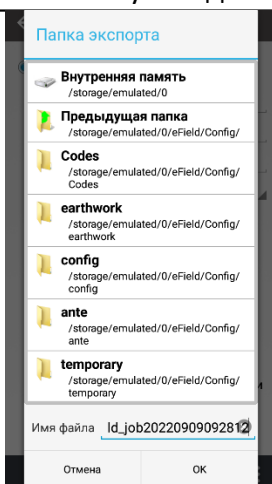 Папка экспорта
Внутренняя память
/storage/emulated/0
Предыдущая папка
/storage/emulated/0/eField/Config/
Codes
/storage/emulated/0/eField/Config/
Codes
earthwork
/storage/emulated/0/eField/Config/
earthwork
config
/storage/emulated/0/eField/Config/
config
ante
/storage/emulated/0/eField/Config/
ante
temporary
/storage/emulated/0/eField/Config/
temporary
Имя файла ld_job20220909092812
Отмена OK